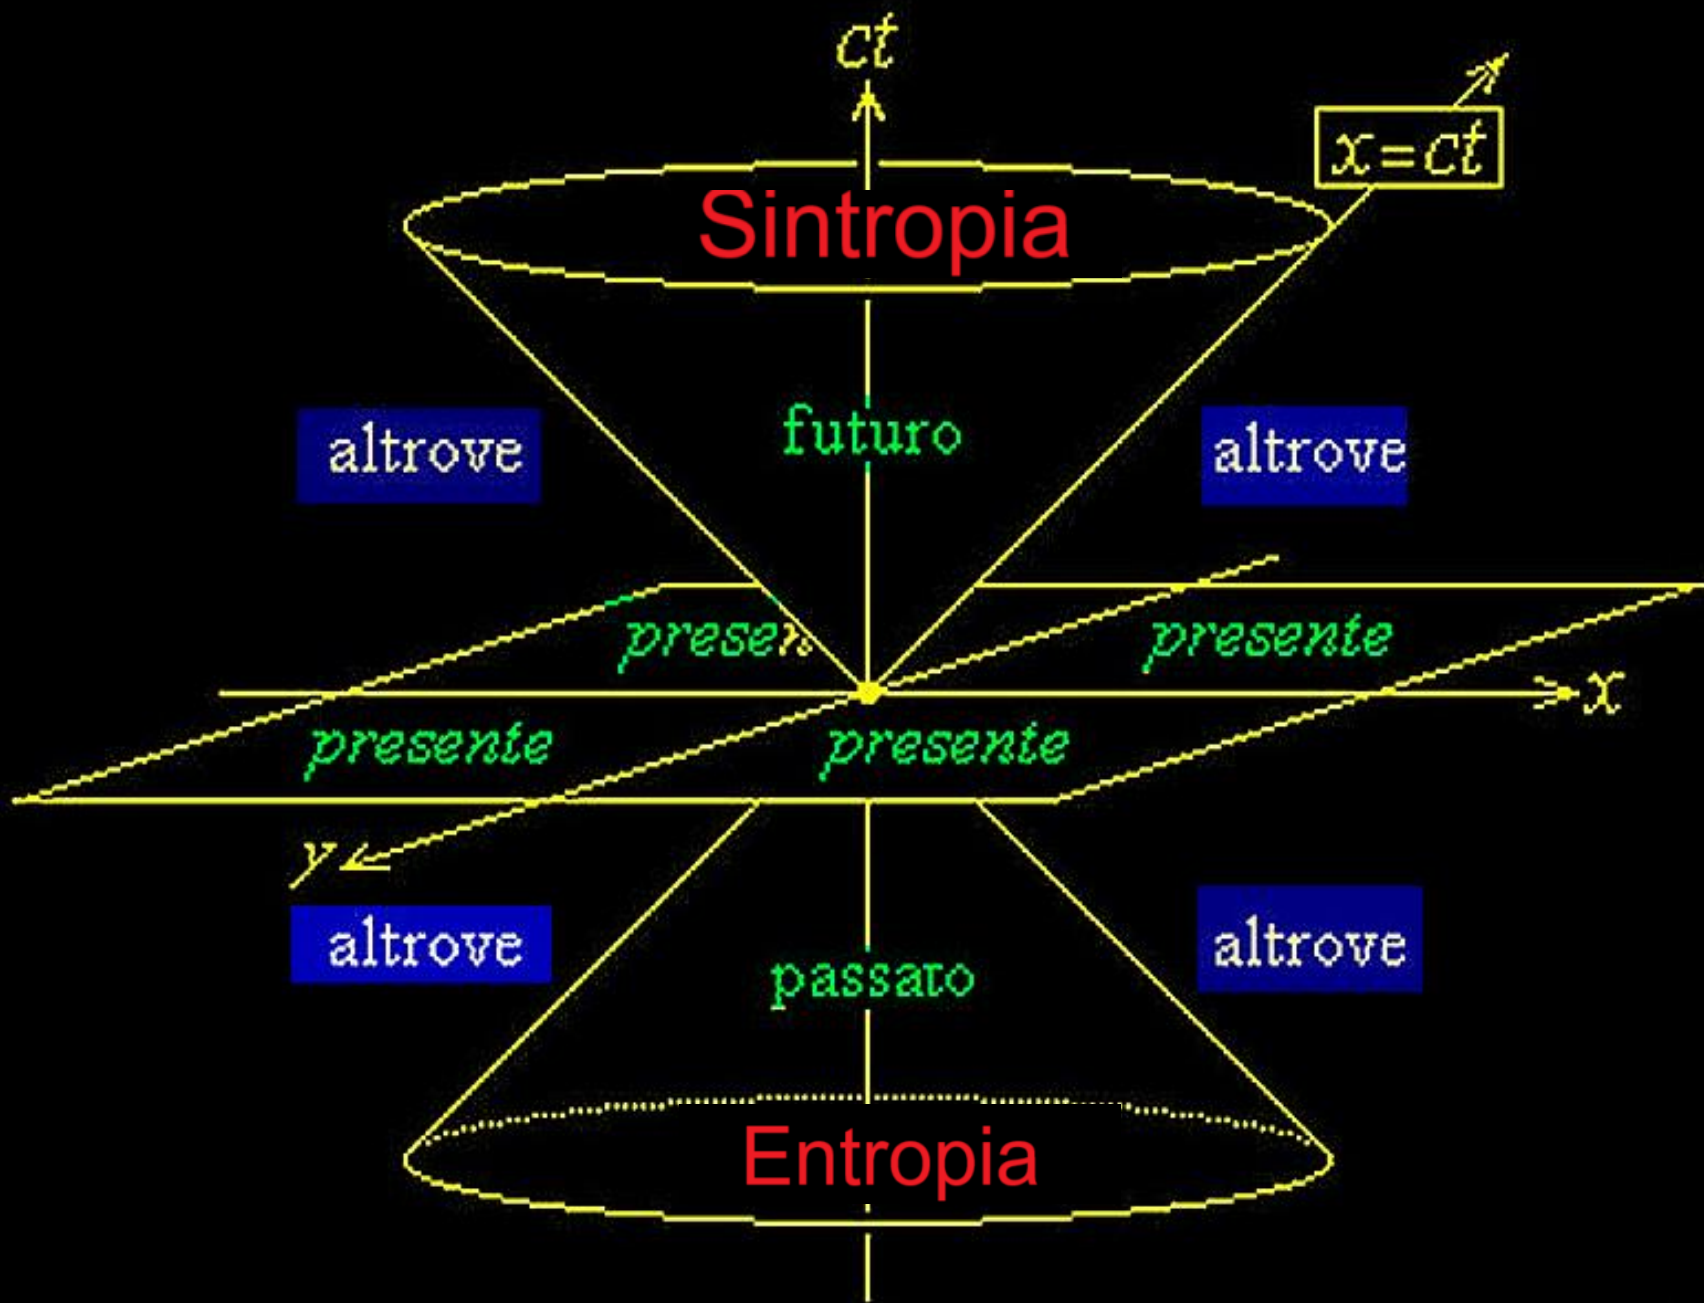 ct
x=ct
Sintropia
altrove
futuro
altrove
presen
presente
x
presente
presente
y
altrove
altrove
passato
Entropia